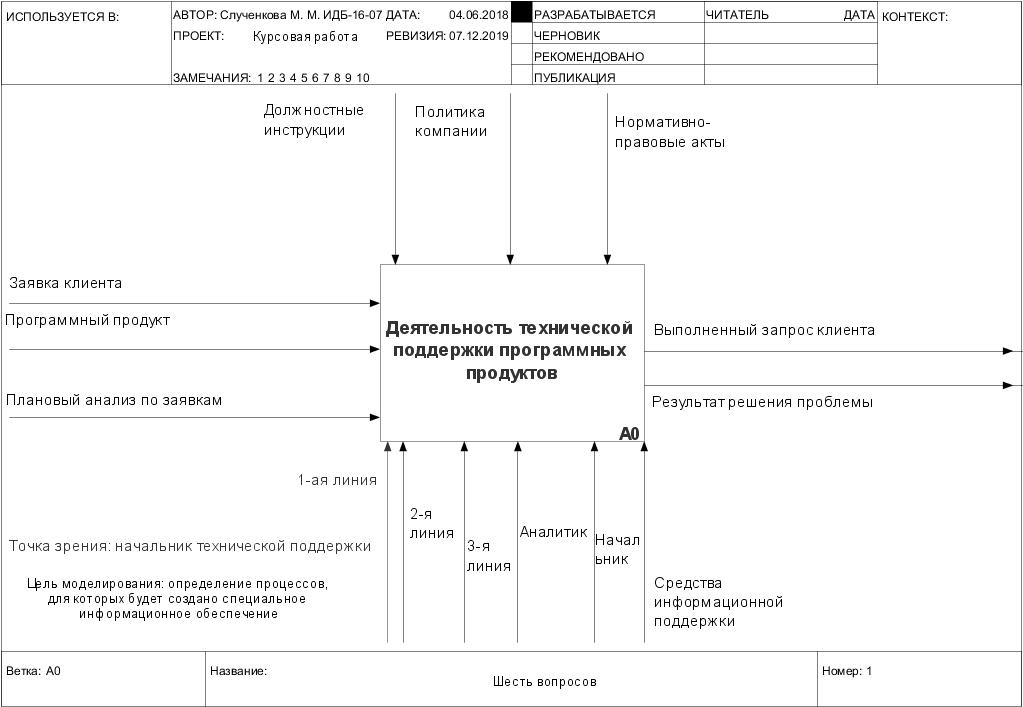 ИСПОЛЬЗУЕТСЯ В:
АВТОР: Слученкова М. М. ИДБ-16-07 ДАТА: 04.06.2018
РАЗРАБАТЫВАЕТСЯ
ЧИТАТЕЛЬ ДАТА
КОНТЕКСТ:
ПРОЕКТ: Курсовая работа РЕВИЗИЯ: 07.12.2019
ЧЕРНОВИК
РЕКОМЕНДОВАНО
ЗАМЕЧАНИЯ: 1 2 3 4 5 6 7 8 9 10
ПУБЛИКАЦИЯ
Должностные
инструкции
Политика
компании
Нормативно-
правовые акты
Заявка клиента
Программный продукт
Плановый анализ по заявкам
Деятельность технической
поддержки программных
продуктов
А0
Выполненный запрос клиента
Результат решения проблемы
1-ая линия
2-я
линия
3-я
линия
Аналитик
Начал
ьник
Средства
информационной
поддержки
Точка зрения: начальник технической поддержки
Цель моделирования: определение процессов,
для которых будет создано специальное
информационное обеспечение
Ветка: А0
Название:
Шесть вопросов
Номер: 1